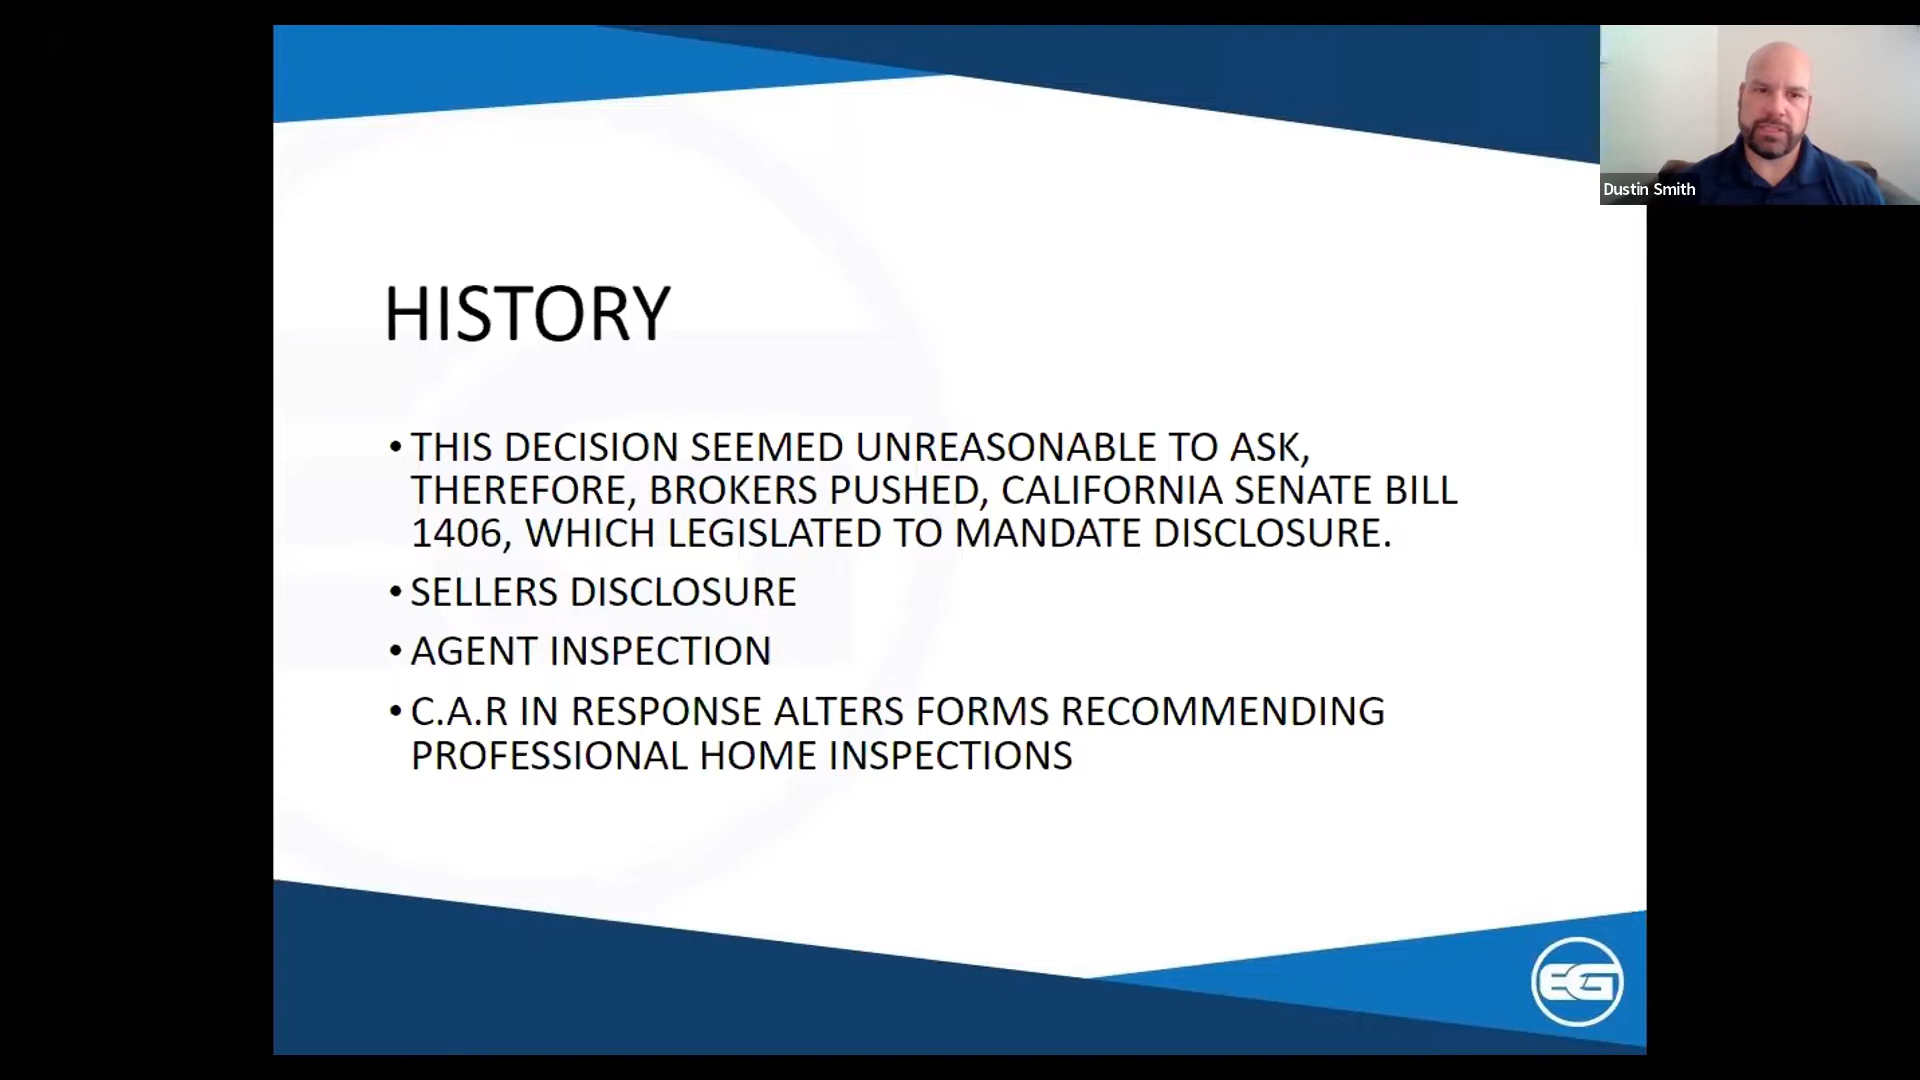 Dustin Smith
HISTORY
• THIS DECISION SEEMED UNREASONABLE TO ASK,
THEREFORE, BROKERS PUSHED, CALIFORNIA SENATE BILL
1406, WHICH LEGISLATED TO MANDATE DISCLOSURE.
• SELLERS DISCLOSURE
• AGENT INSPECTION
• C.A.R IN RESPONSE ALTERS FORMS RECOMMENDING
PROFESSIONAL HOME INSPECTIONS
EG